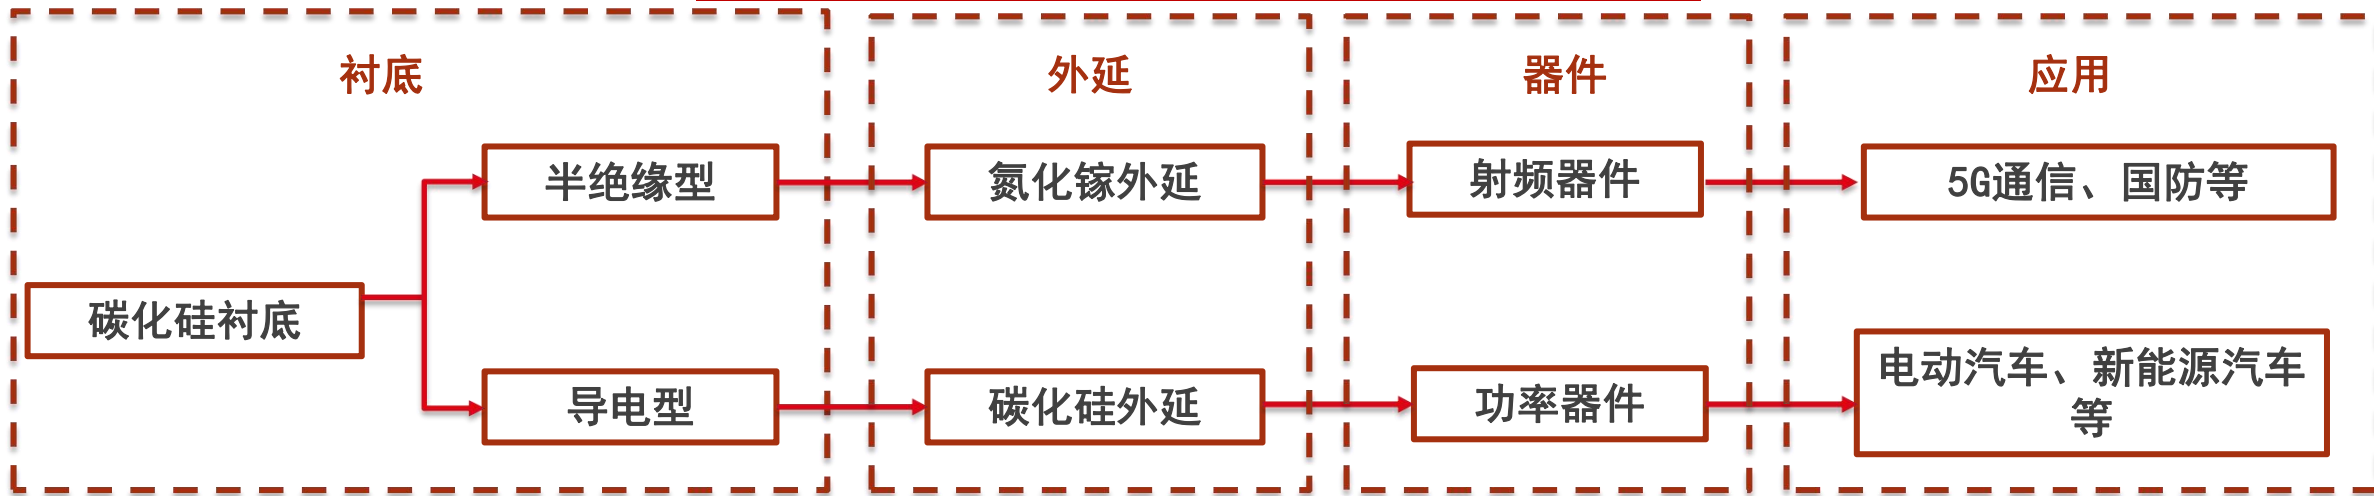 衬底
外延
器件
应用
半绝缘型
氮化镓外延
射频器件
5G通信、国防等
碳化硅衬底
导电型
碳化硅外延
功率器件
电动汽车、新能源汽车
等